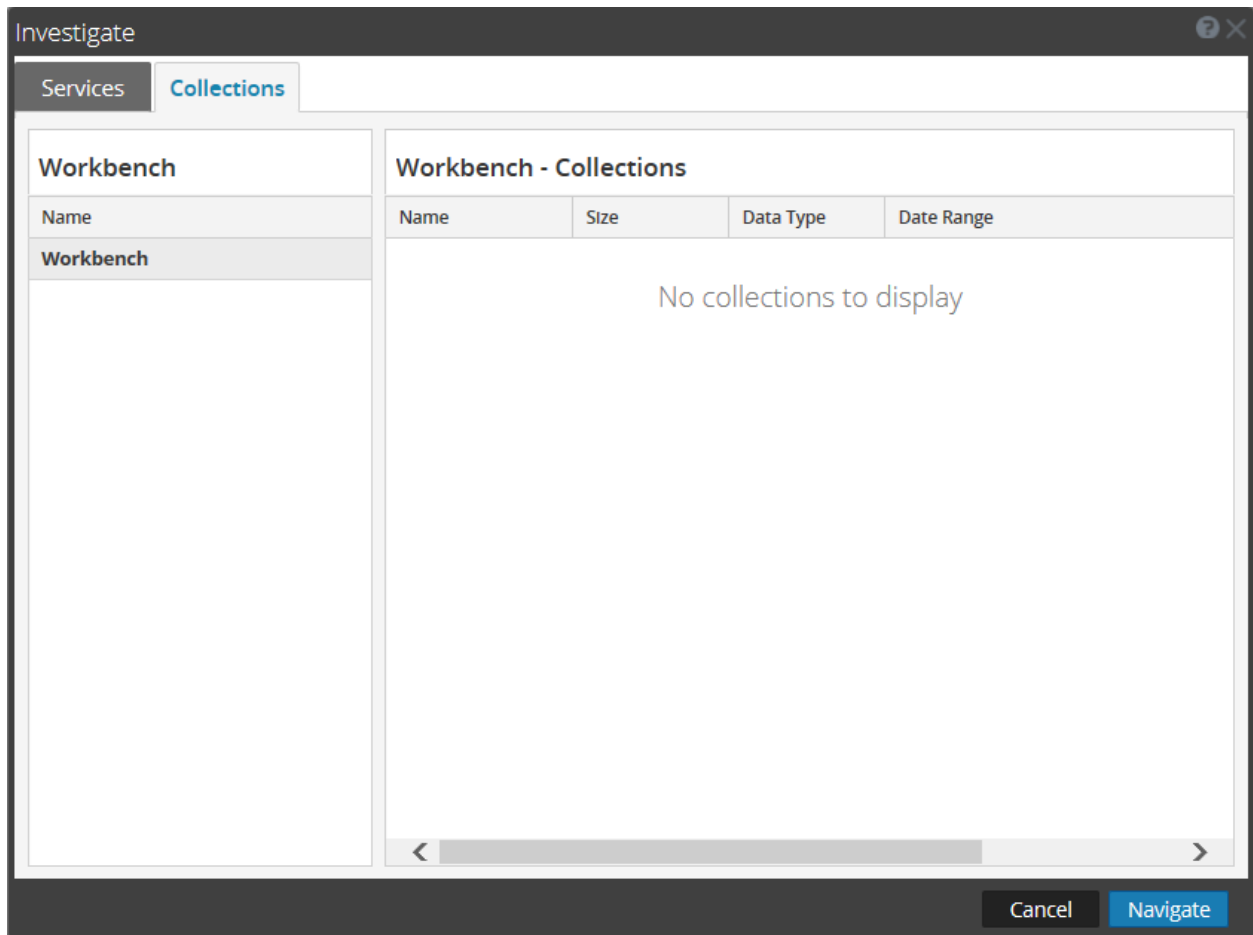 Investigate
Services Collections
Workbench
Name
Workbench
Workbench - Collections
Name Size Data Type Date Range
No collections to display
Cancel Navigate